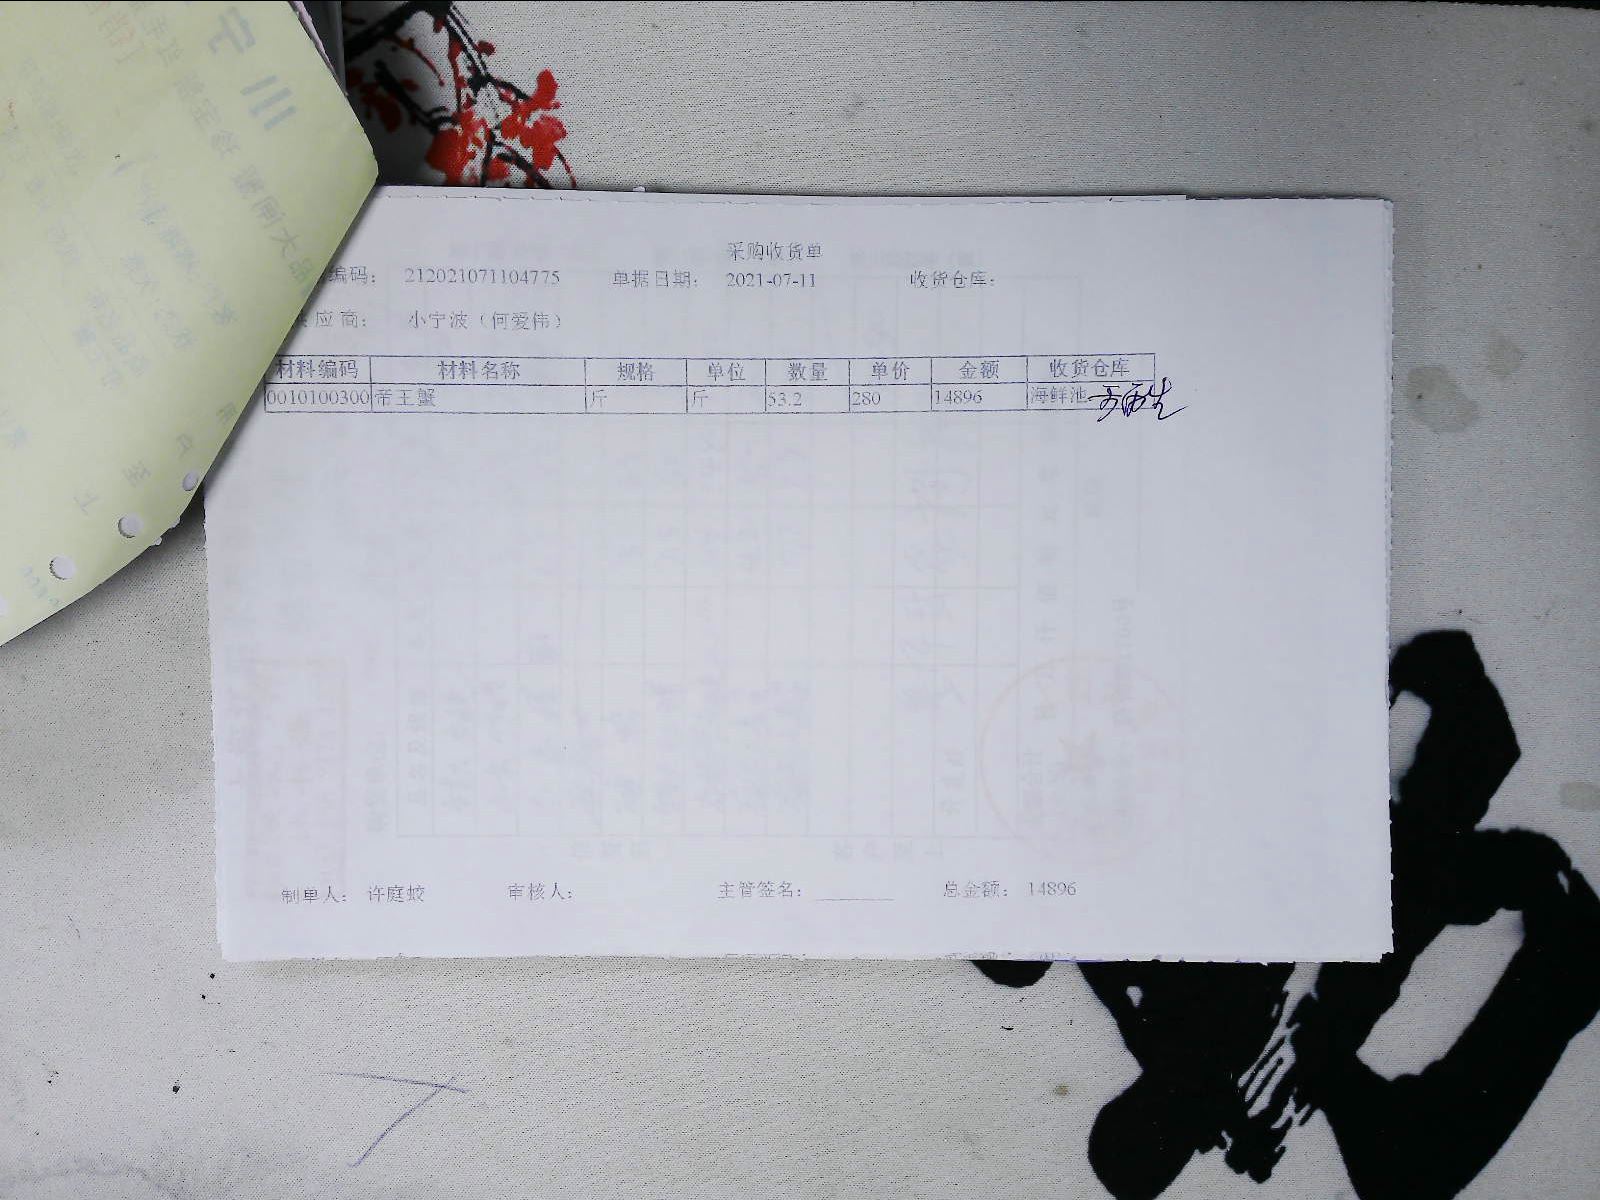 采购收货单
编码： 212021071104775 单据日期： 2021-07-11 收货仓库：
应商： 小宁波（何爱伟）
材料编码 材料名称 规格 单位 数量 单价 金额 收货仓库
0010100300 帝王蟹 斤 斤 53.2 280 14896 海鲜池
制单人： 许庭蛟 审核人： 主管签名： 总金额： 14896